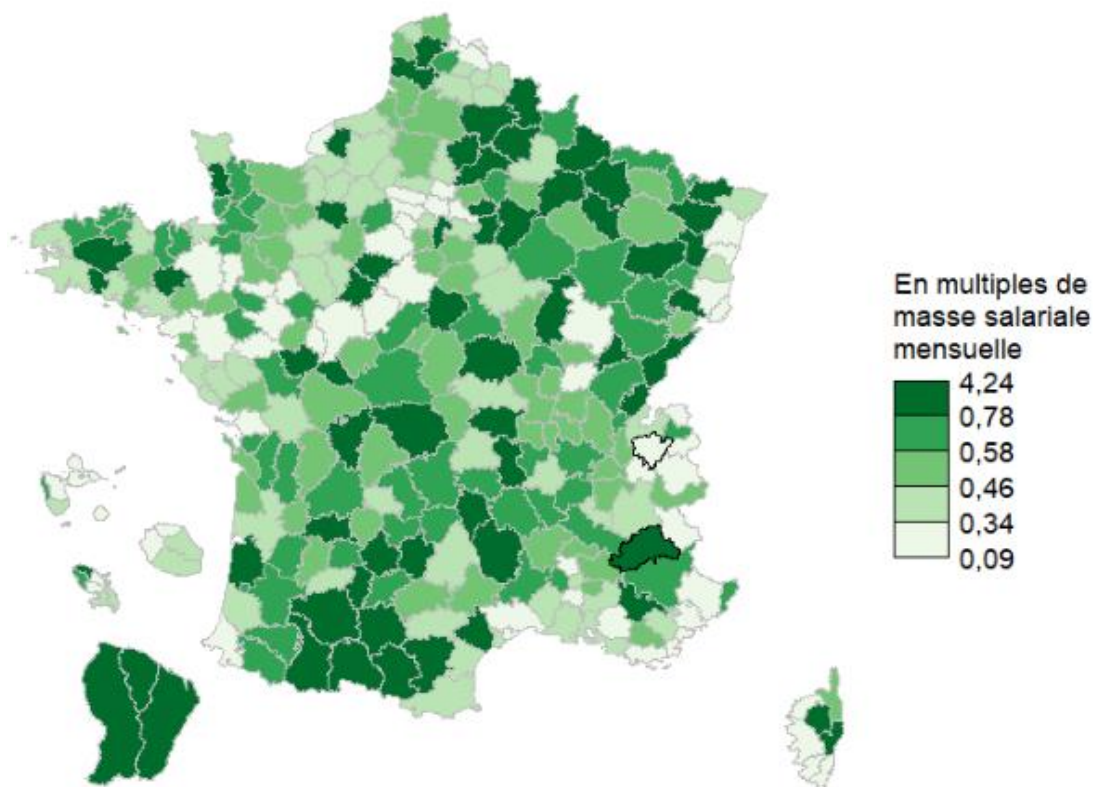 En multiples de
masse salariale
mensuelle
4,24
0,78
0,58
0,46
0,34
0,09